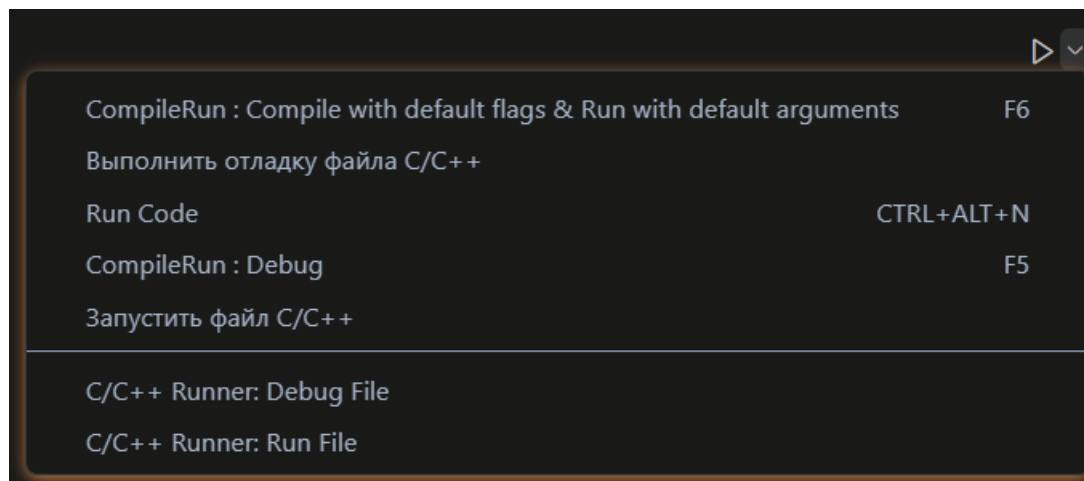 CompileRun : Compile with default flags & Run with default arguments F6
Выполнить отладку файла C/C++
Run Code CTRL+ALT+N
CompileRun : Debug F5
Запустить файл C/C++
C/C++ Runner: Debug File
C/C++ Runner: Run File